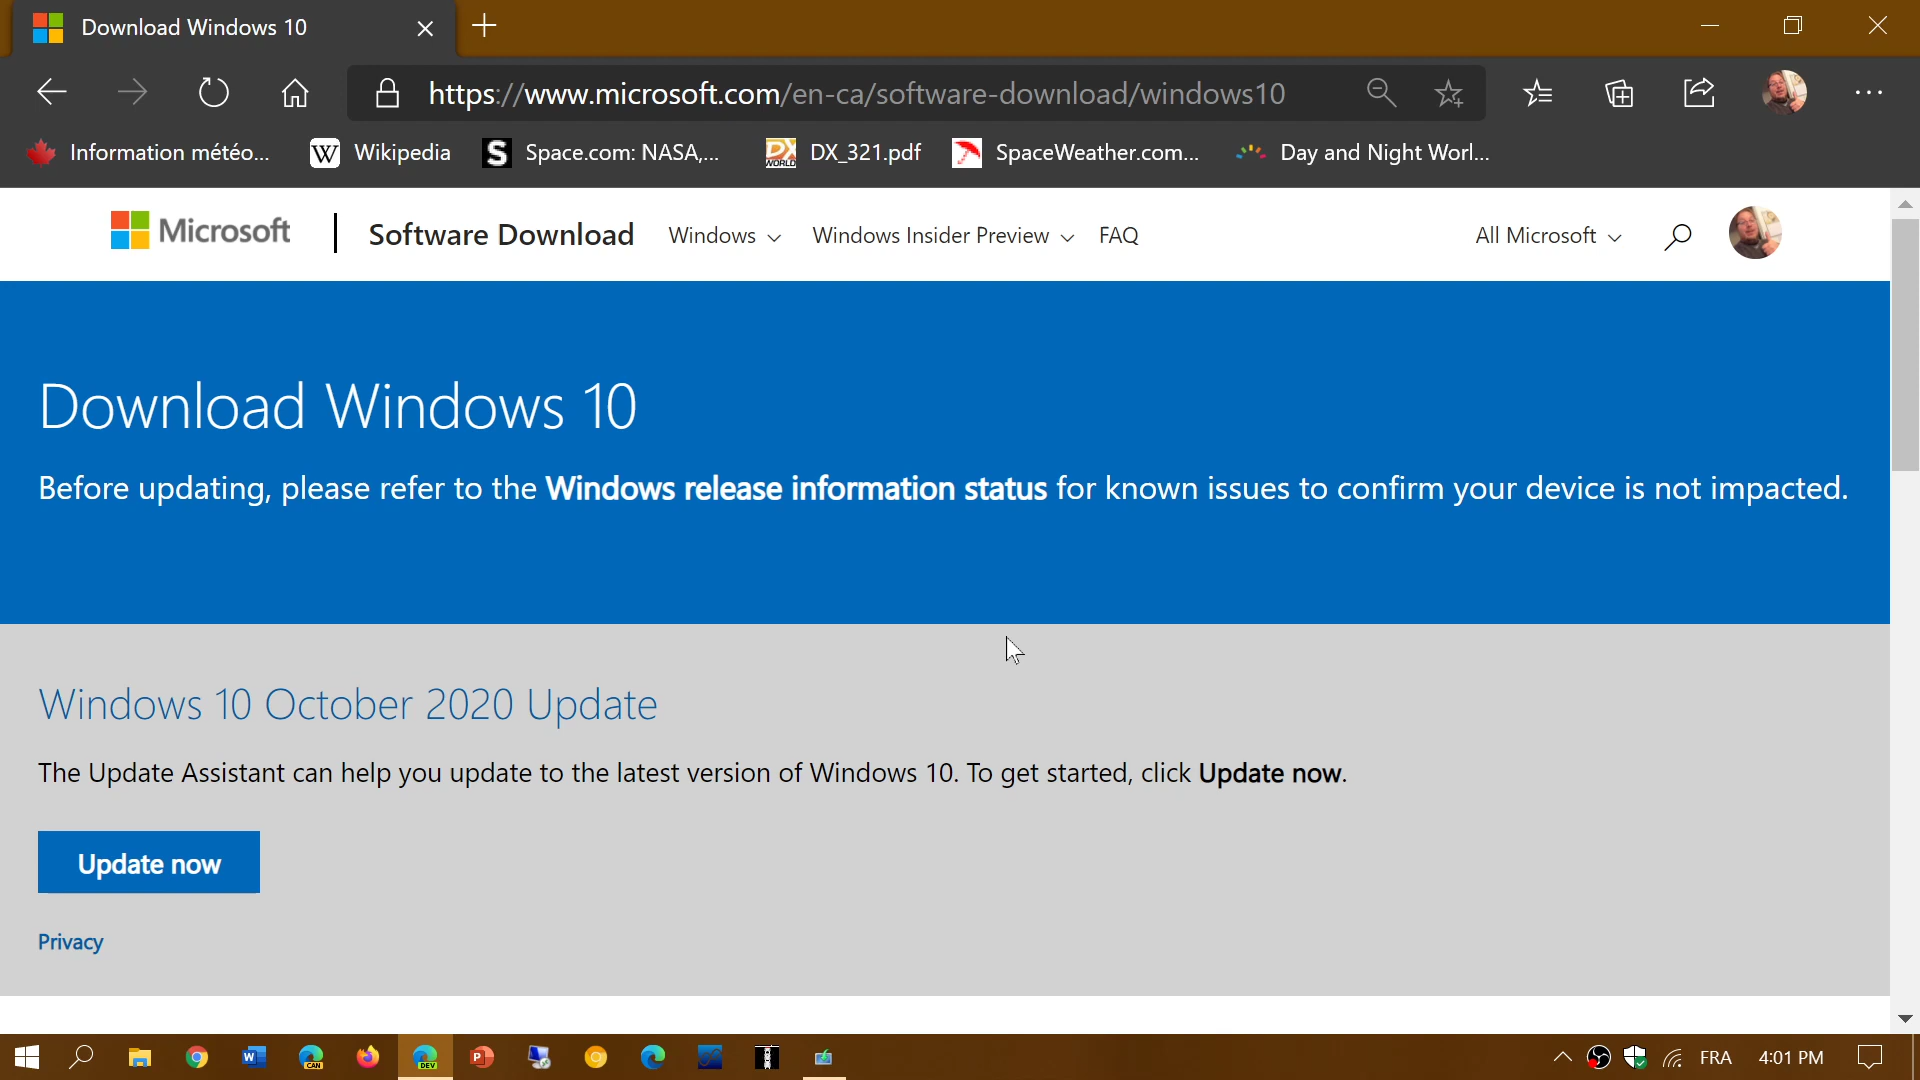 Download Windows 10
https://www.microsoft.com/en-ca/software-download/windows10
Information météo...
Wikipedia
Space.com: NASA,...
DX_321.pdf
SpaceWeather.com...
Day and Night Worl...
Microsoft
Software Download
Windows
Windows Insider Preview
FAQ
All Microsoft
Download Windows 10
Before updating, please refer to the Windows release information status for known issues to confirm your device is not impacted.
Windows 10 October 2020 Update
The Update Assistant can help you update to the latest version of Windows 10. To get started, click Update now.
Update now
Privacy
CAN
DEV
FRA
4:01 PM